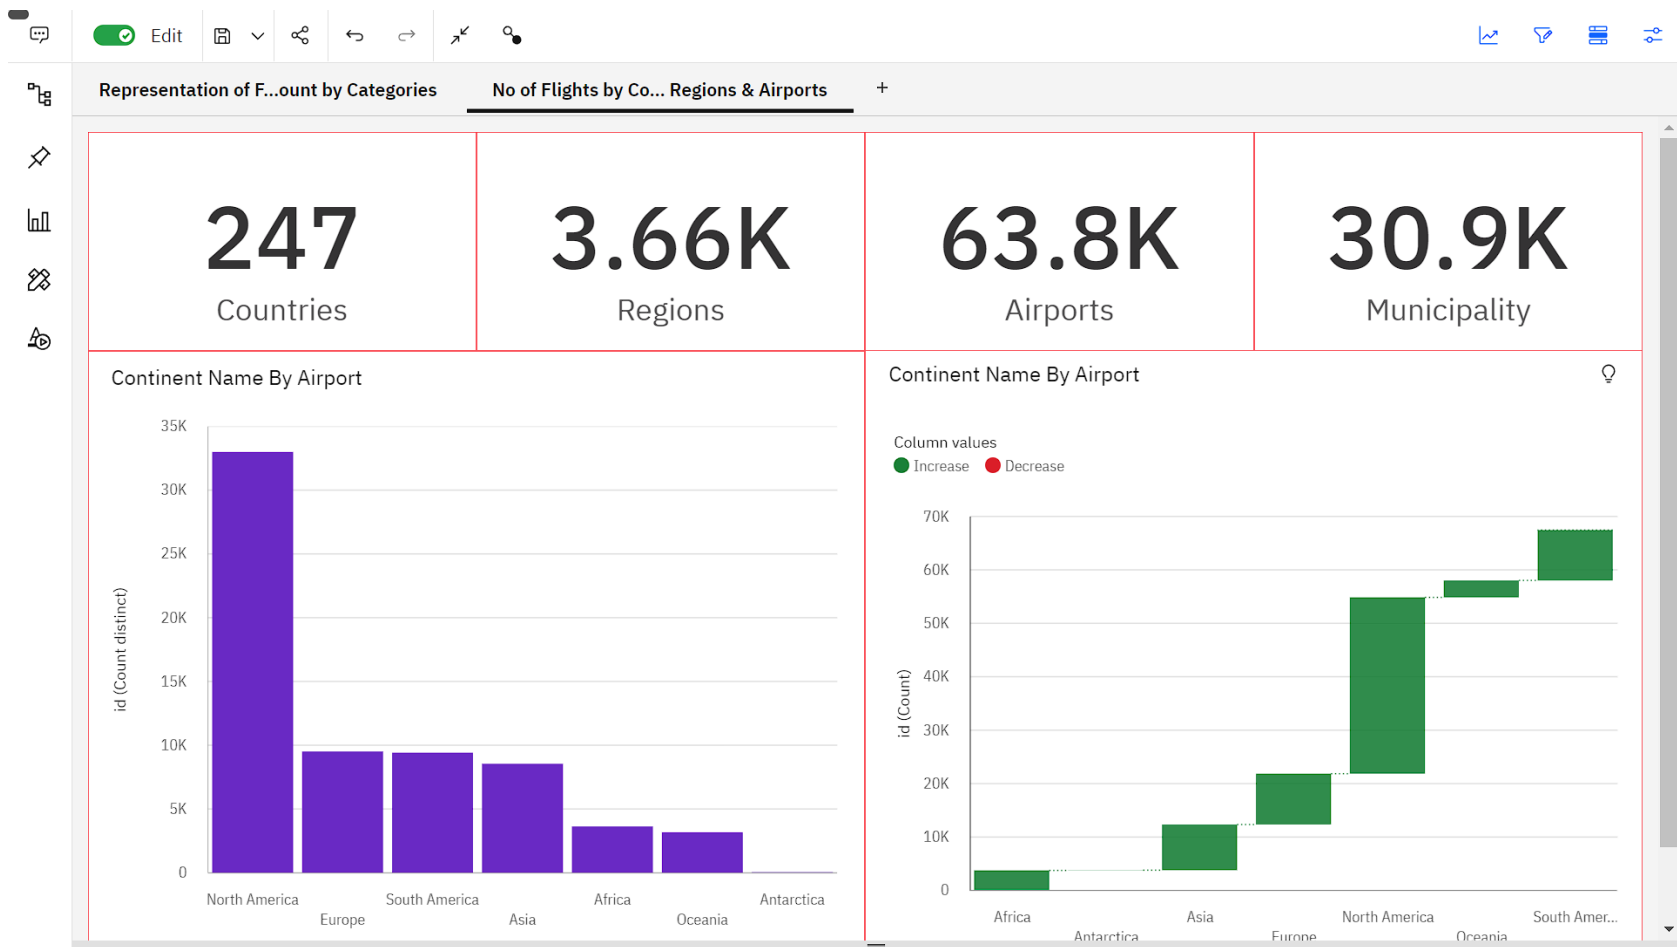 Edit
Representation of F...ount by Categories
No of Flights by Co... Regions & Airports
+
247
Countries
3.66K
Regions
63.8K
Airports
30.9K
Municipality
Continent Name By Airport
35K
30K
25K
20K
15K
10K
5K
0
id (Count distinct)
North America
Europe
South America
Asia
Africa
Oceania
Antarctica
Continent Name By Airport
Column values
Increase
Decrease
70K
60K
50K
40K
30K
20K
10K
0
id (Count)
Africa
Antarctica
Asia
Europe
North America
Oceania
South Amer...